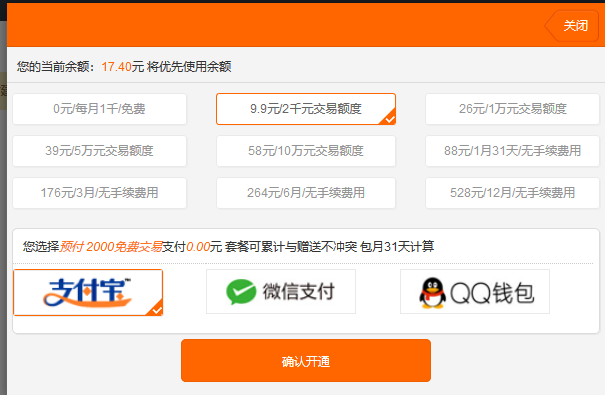 关闭
您的当前余额：17.40元 将优先使用余额
0元/每月1千/免费
9.9元/2千元交易额度
26元/1万元交易额度
39元/5万元交易额度
58元/10万元交易额度
88元/1月31天/无手续费用
176元/3月/无手续费用
264元/6月/无手续费用
528元/12月/无手续费用
您选择预付 2000免费交易支付0.00元 套餐可累计与赠送不冲突 包月31天计算
支付宝™
微信支付
QQ钱包
确认开通